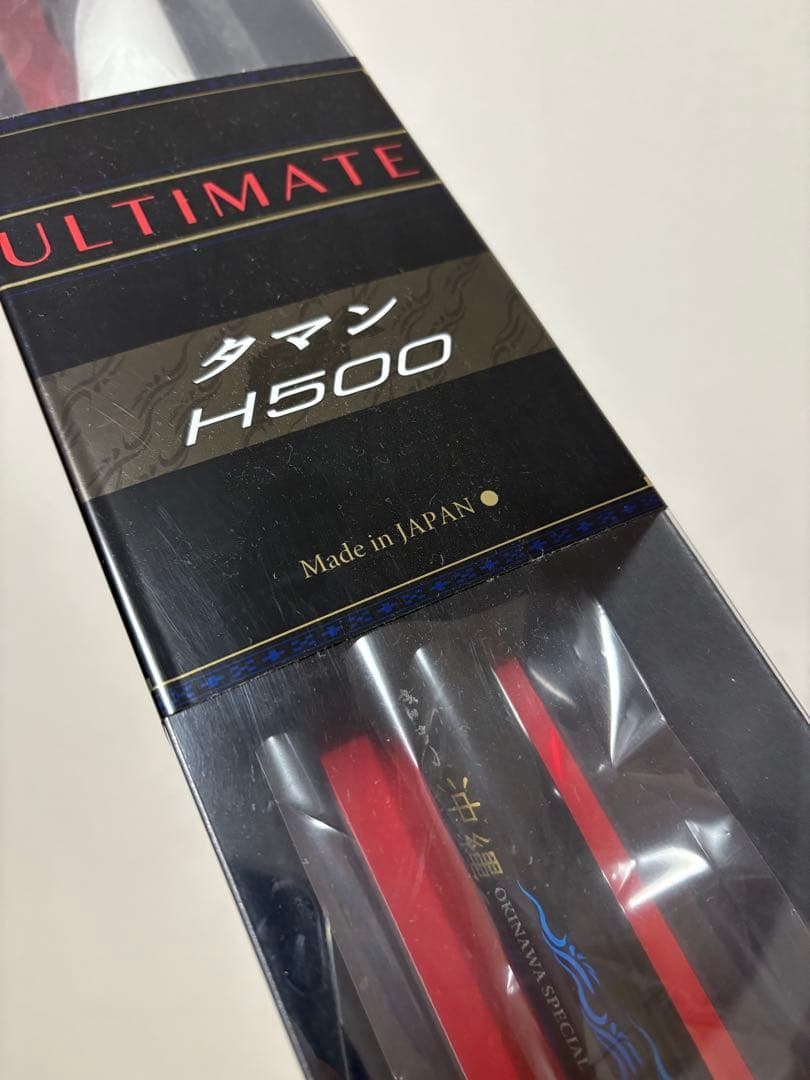 ULTIMATE
タマン
H500
Made in JAPAN
沖縄
OKINAWA SPECIAL